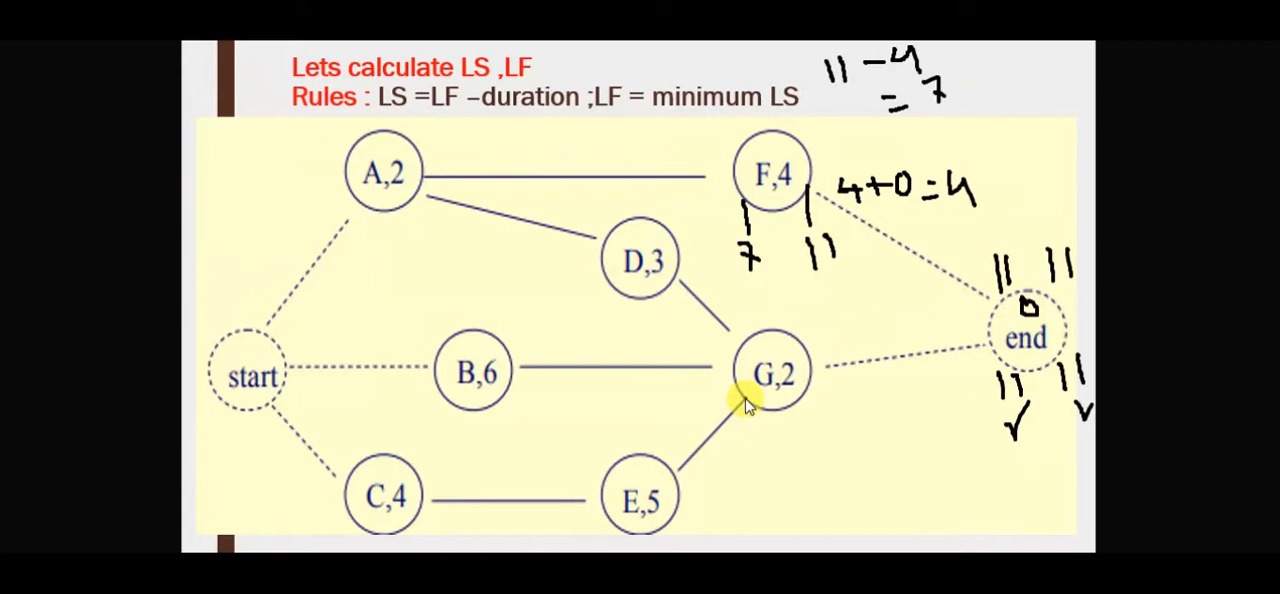 Lets calculate LS ,LF
Rules : LS =LF –duration ;LF = minimum LS
11 - 4
= 7
A,2
F,4
4+0=4
7
11
D,3
11
11
0
end
start
B,6
G,2
11
11
C,4
E,5